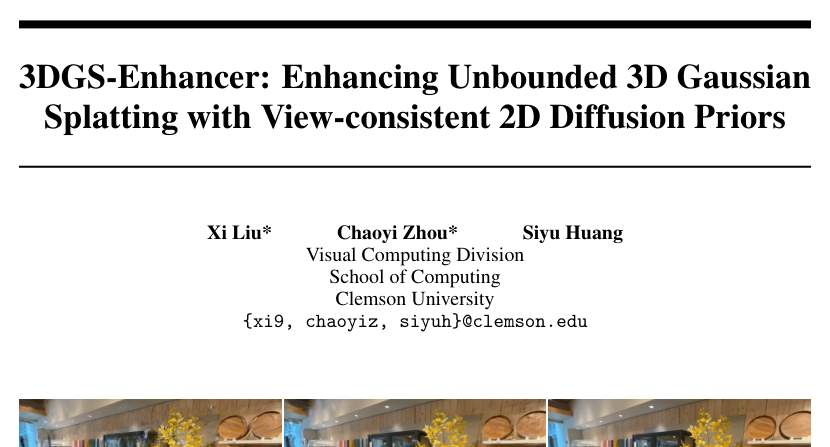 3DGS-Enhancer: Enhancing Unbounded 3D Gaussian
Splatting with View-consistent 2D Diffusion Priors
Xi Liu* Chaoyi Zhou* Siyu Huang
Visual Computing Division
School of Computing
Clemson University
{xi9, chaoyiz, siyuh}@clemson.edu